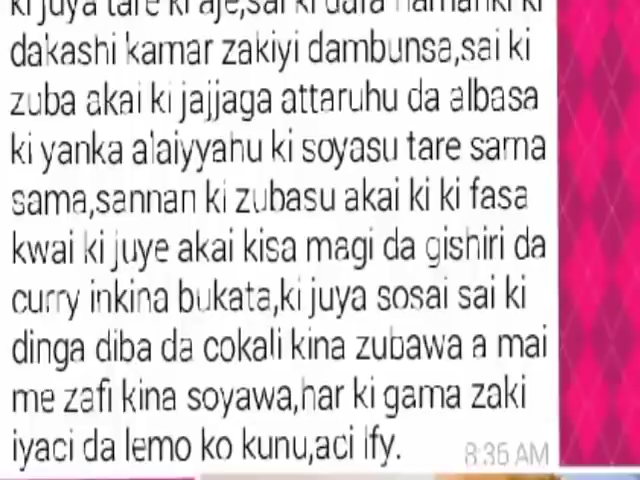 ki juya tare ki aje,sai ki dafa namanki ki
dakashi kamar zakiyi dambunsa,sai ki
zuba akai ki jajjaga attaruhu da albasa
ki yanka alaiyyahu ki soyasu tare sama
sama,sannan ki zubasu akai ki ki fasa
kwai ki juye akai kisa magi da gishiri da
curry inkina bukata,ki juya sosai sai ki
dinga diba da cokali kina zubawa a mai
me zafi kina soyawa,har ki gama zaki
iyaci da lemo ko kunu,aci lfy.
8:35 AM